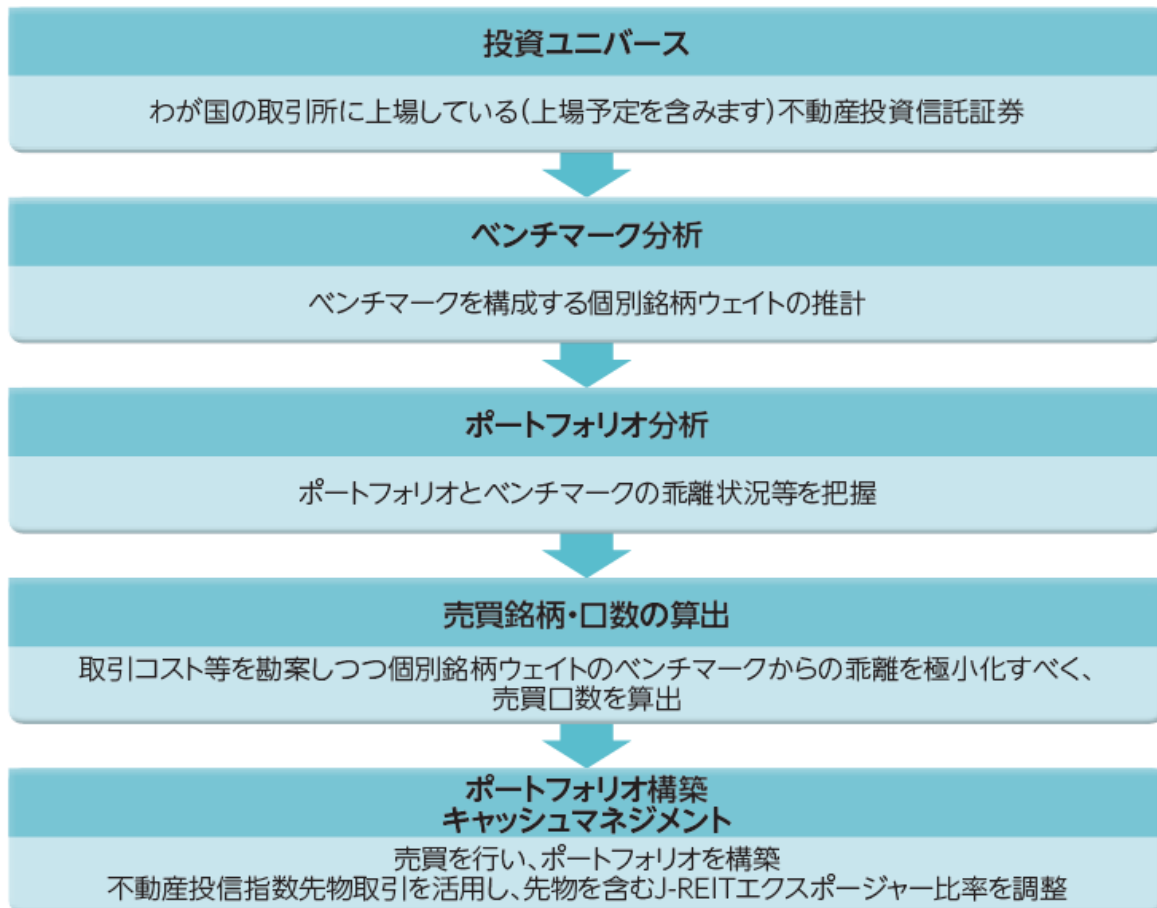 投資ユニバース
わが国の取引所に上場している(上場予定を含みます)不動産投資信託証券
ベンチマーク分析
ベンチマークを構成する個別銘柄ウェイトの推計
ポートフォリオ分析
ポートフォリオとベンチマークの乖離状況等を把握
売買銘柄・口数の算出
取引コスト等を勘案しつつ個別銘柄ウェイトのベンチマークからの乖離を極小化すべく、
売買口数を算出
ポートフォリオ構築
キャッシュマネジメント
売買を行い、ポートフォリオを構築
不動産投信指数先物取引を活用し、先物を含むJ-REITエクスポージャー比率を調整